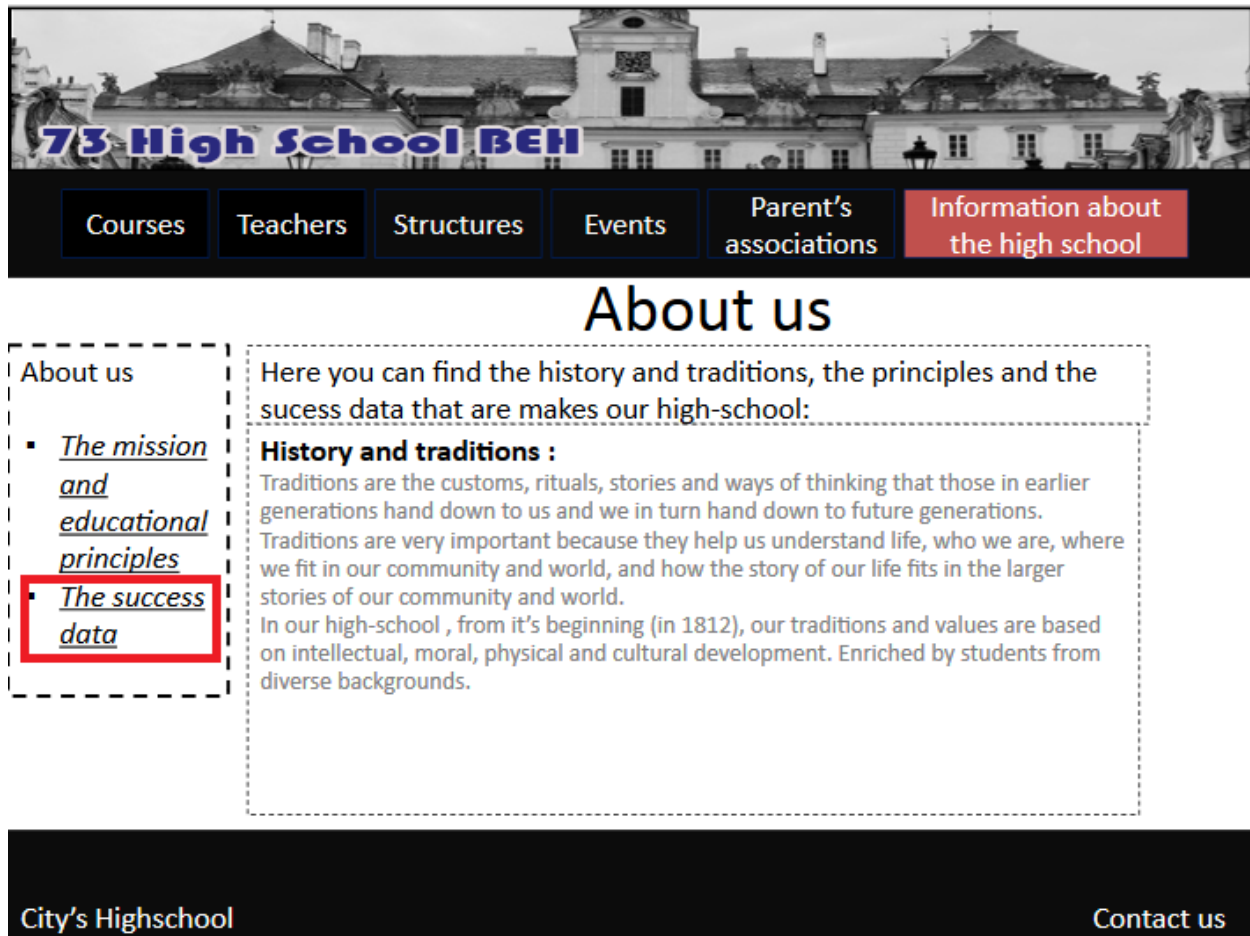 73 High School BEH
Courses
Teachers
Structures
Events
Parent's
associations
Information about
the high school
About us
About us
▪ The mission
and
educational
principles
▪ The success
data
Here you can find the history and traditions, the principles and the
sucess data that are makes our high-school:
History and traditions :
Traditions are the customs, rituals, stories and ways of thinking that those in earlier
generations hand down to us and we in turn hand down to future generations.
Traditions are very important because they help us understand life, who we are, where
we fit in our community and world, and how the story of our life fits in the larger
stories of our community and world.
In our high-school , from it's beginning (in 1812), our traditions and values are based
on intellectual, moral, physical and cultural development. Enriched by students from
diverse backgrounds.
City's Highschool
Contact us